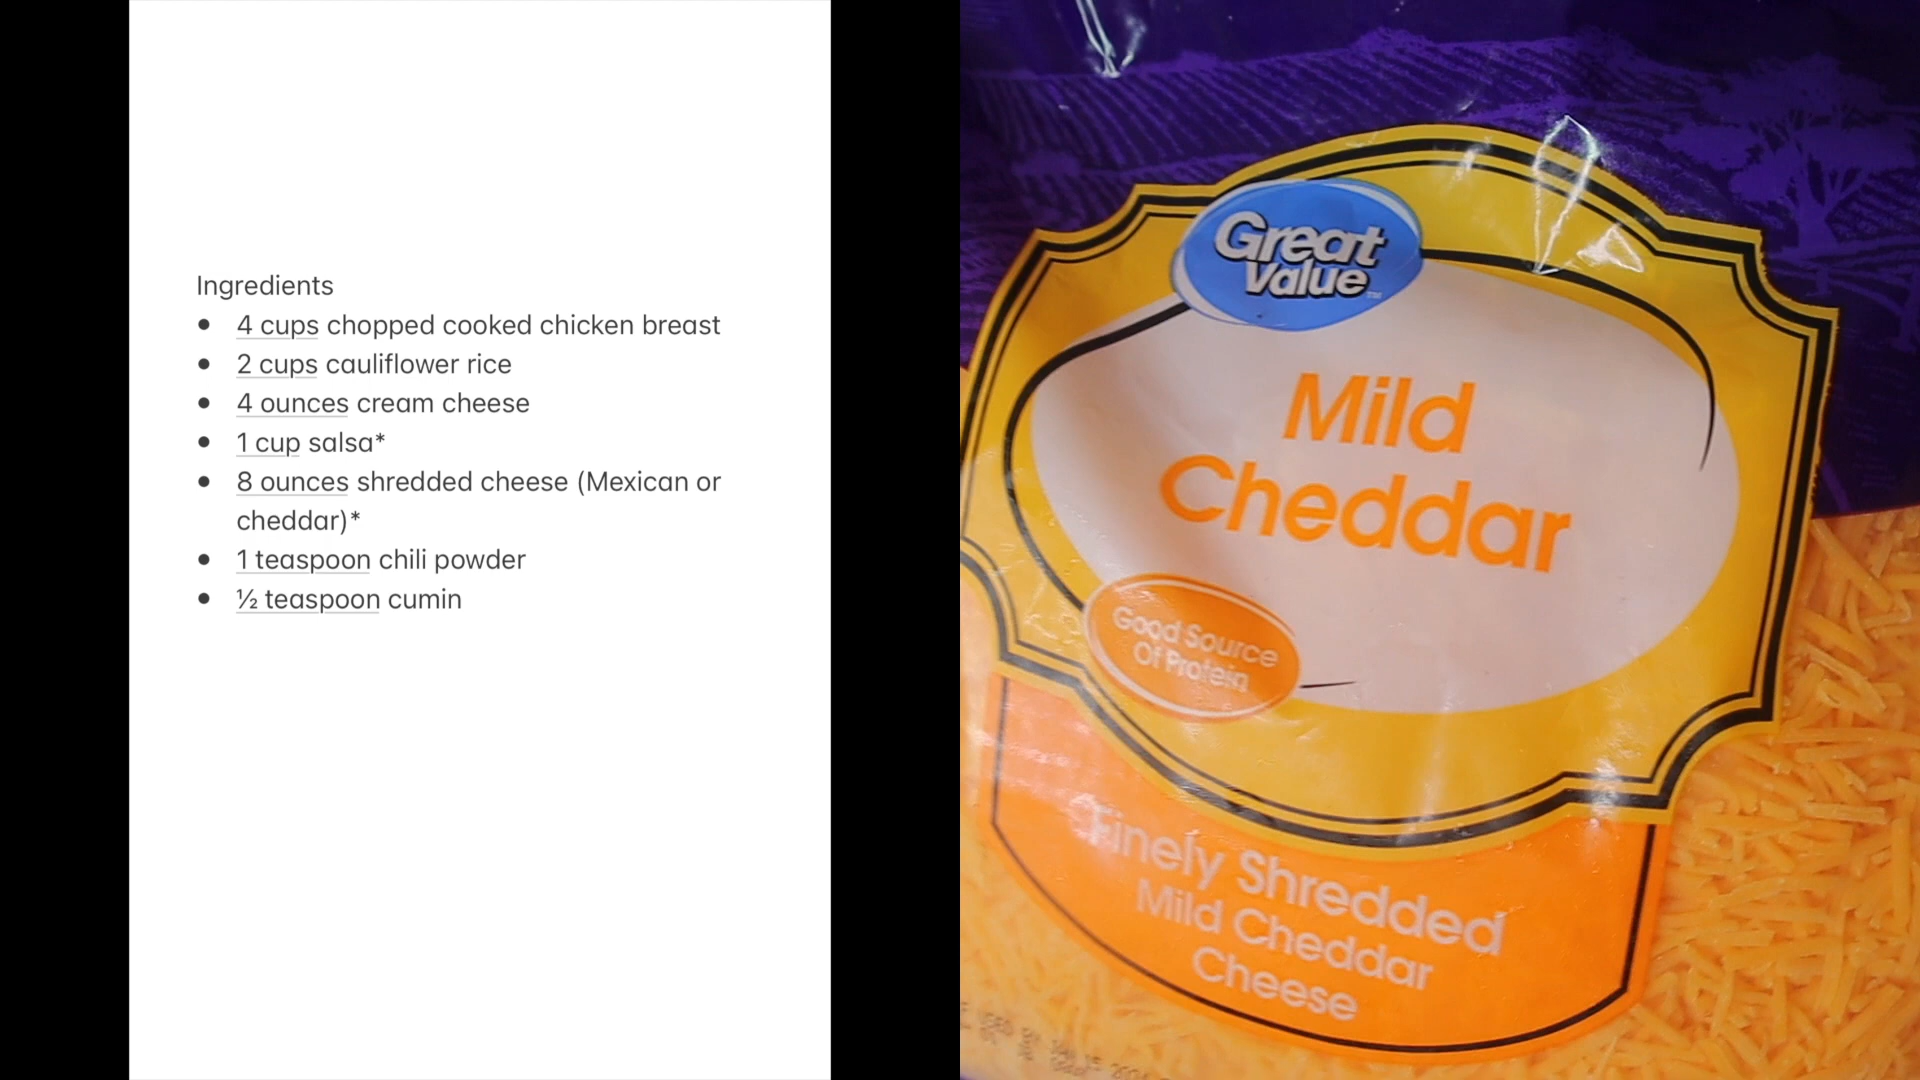 Ingredients
4 cups chopped cooked chicken breast
2 cups cauliflower rice
4 ounces cream cheese
1 cup salsa*
8 ounces shredded cheese (Mexican or
cheddar)*
1 teaspoon chili powder
½ teaspoon cumin
Great
Value™
Mild
Cheddar
Good Source
Of Protein
Finely Shredded
Mild Cheddar
Cheese